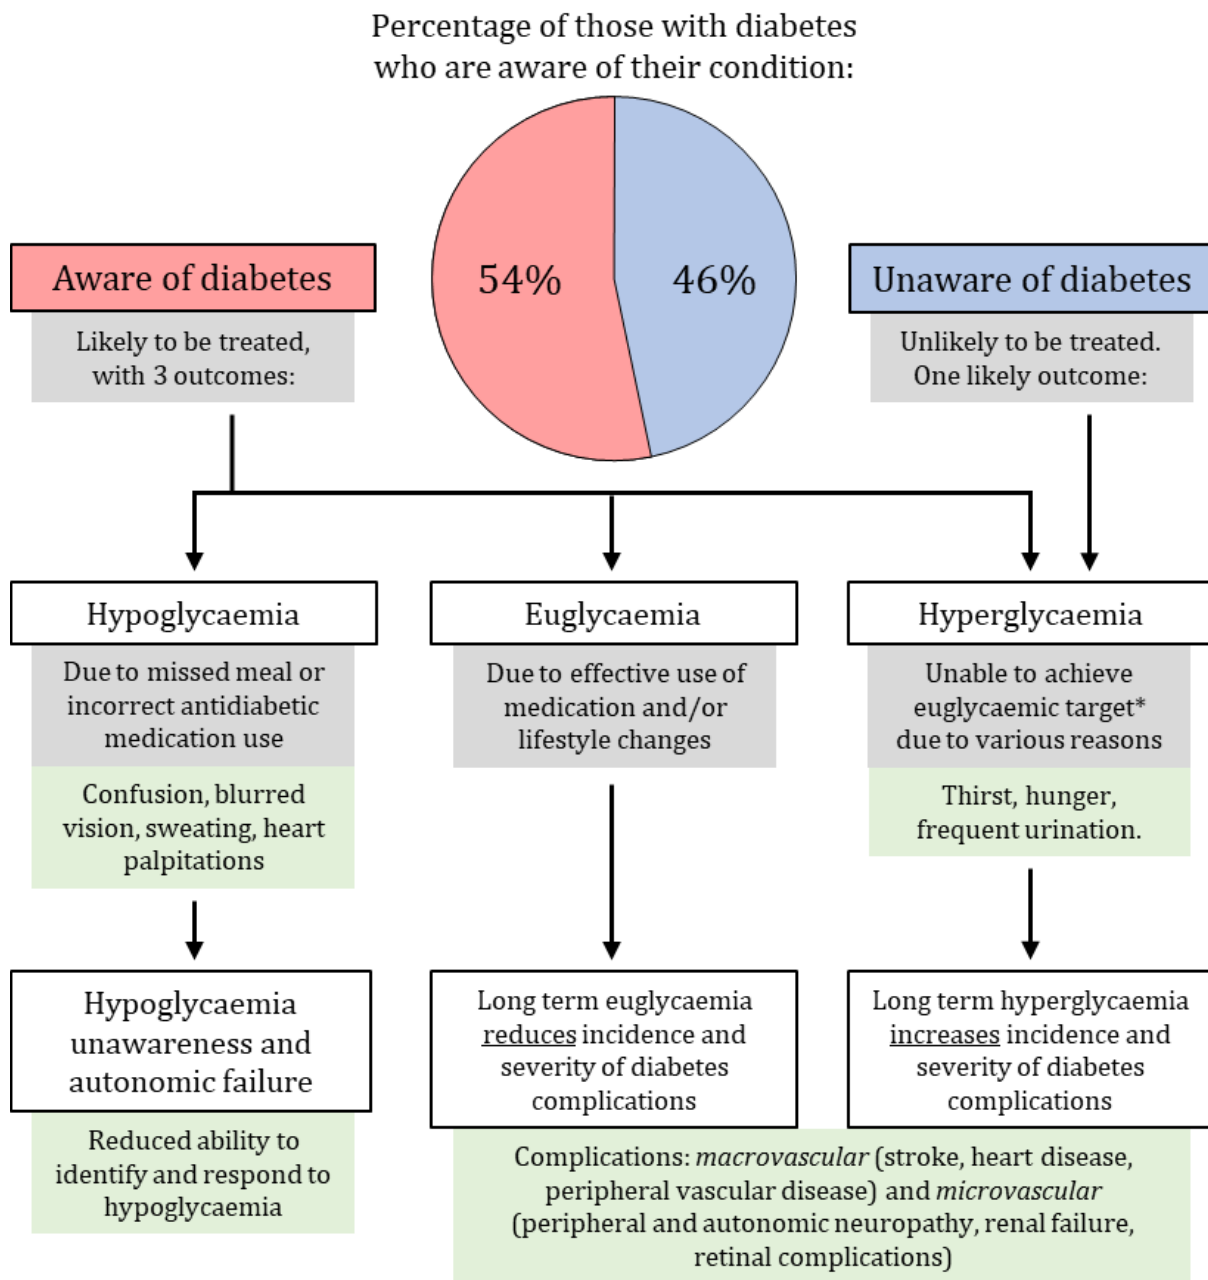 Percentage of those with diabetes
who are aware of their condition:
54%
46%
Aware of diabetes
Likely to be treated,
with 3 outcomes:
Unaware of diabetes
Unlikely to be treated.
One likely outcome:
Hypoglycaemia
Due to missed meal or
incorrect antidiabetic
medication use
Confusion, blurred
vision, sweating, heart
palpitations
Euglycaemia
Due to effective use of
medication and/or
lifestyle changes
Hyperglycaemia
Unable to achieve
euglycaemic target*
due to various reasons
Thirst, hunger,
frequent urination.
Hypoglycaemia
unawareness and
autonomic failure
Reduced ability to
identify and respond to
hypoglycaemia
Long term euglycaemia
reduces incidence and
severity of diabetes
complications
Long term hyperglycaemia
increases incidence and
severity of diabetes
complications
Complications: macrovascular (stroke, heart disease,
peripheral vascular disease) and microvascular
(peripheral and autonomic neuropathy, renal failure,
retinal complications)